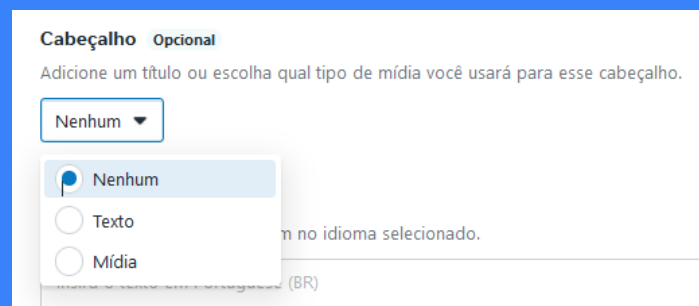 Cabeçalho Opcional
Adicione um título ou escolha qual tipo de mídia você usará para esse cabeçalho.
Nenhum
Nenhum
Texto
no idioma selecionado.
Mídia
(BR)